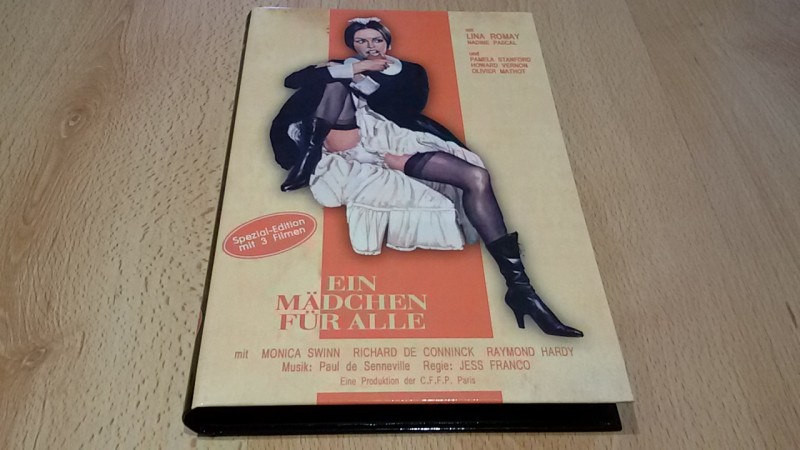 mit
LINA ROMAY
NADINE PASCAL
und
PAMELA STANFORD
HOWARD VERNON
OLIVIER MATHOT
Spezial-Edition
mit 3 Filmen
EIN
MÄDCHEN
FÜR ALLE
mit MONICA SWINN RICHARD DE CONNINCK RAYMOND HARDY
Musik: Paul de Senneville Regie: JESS FRANCO
Eine Produktion der C.F.F.P. Paris